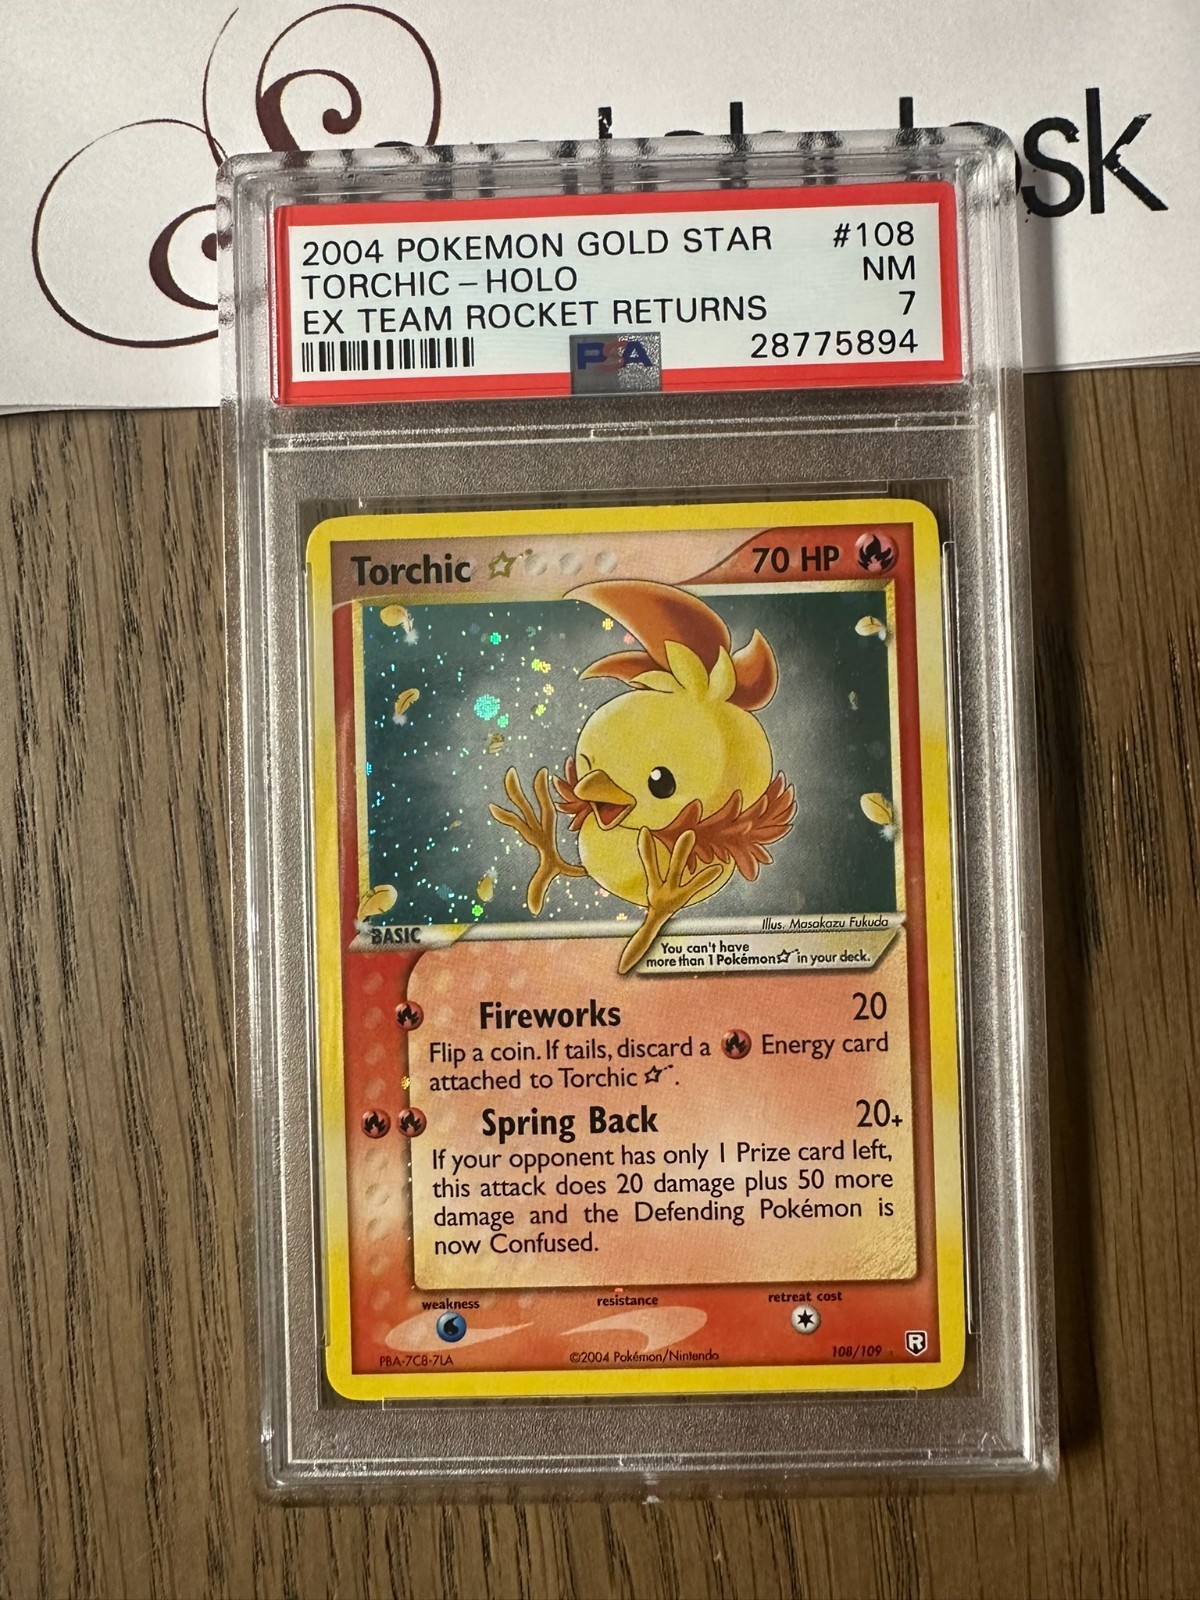 sk
2004 POKEMON GOLD STAR #108
TORCHIC - HOLO NM
EX TEAM ROCKET RETURNS 7
PSA 28775894
Torchic ☆ 70 HP
BASIC
Illus. Masakazu Fukuda
You can't have
more than 1 Pokémon☆ in your deck.
Fireworks 20
Flip a coin. If tails, discard a Energy card
attached to Torchic ☆.
Spring Back 20+
If your opponent has only 1 Prize card left,
this attack does 20 damage plus 50 more
damage and the Defending Pokémon is
now Confused.
weakness resistance retreat cost
PBA-7C8-7LA ©2004 Pokémon/Nintendo 108/109 R